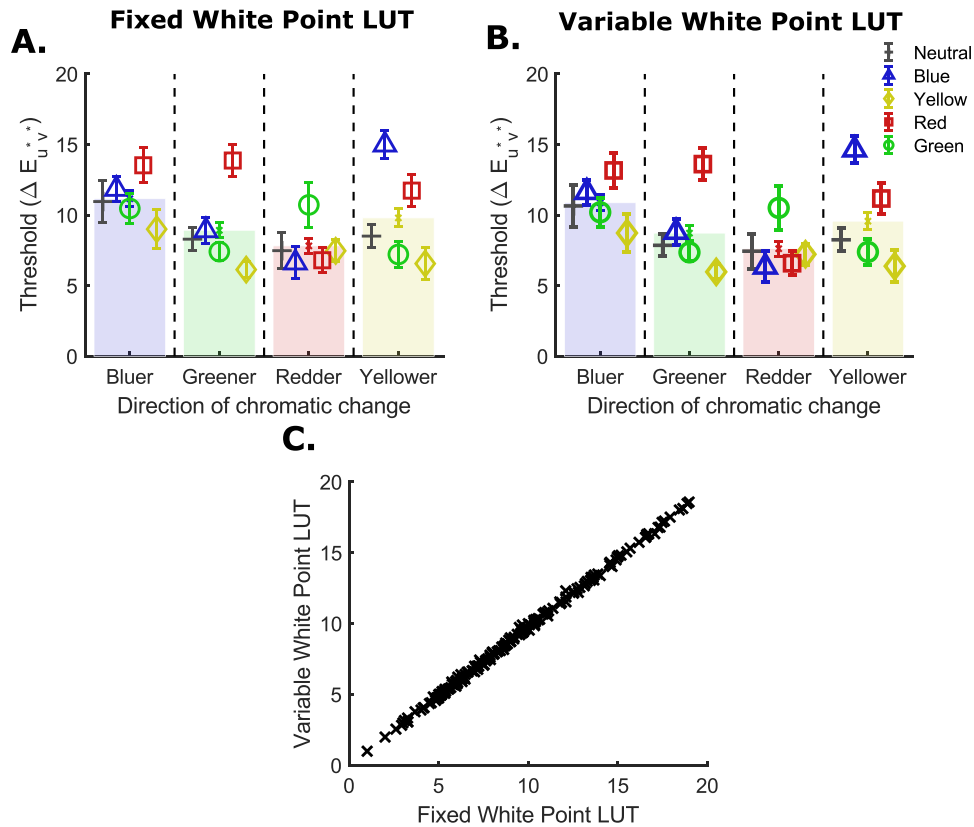 Fixed White Point LUT
Variable White Point LUT
A.
B.
Neutral
Blue
Yellow
Red
Green
20
15
10
5
0
Threshold (Δ E u* v*)
Bluer Greener Redder Yellower
Direction of chromatic change
20
15
10
5
0
Threshold (Δ E u* v*)
Bluer Greener Redder Yellower
Direction of chromatic change
C.
20
15
10
5
0
Variable White Point LUT
0 5 10 15 20
Fixed White Point LUT